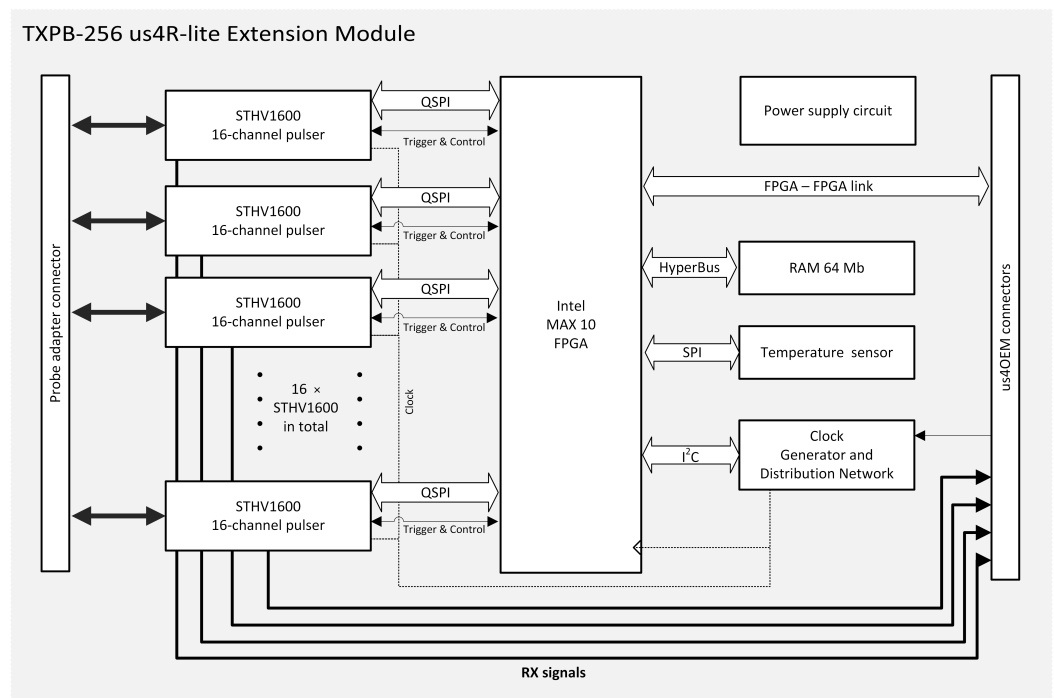 TXPB-256 us4R-lite Extension Module
Probe adapter connector
STHV1600
16-channel pulser
QSPI
Trigger & Control
STHV1600
16-channel pulser
QSPI
Trigger & Control
STHV1600
16-channel pulser
QSPI
Trigger & Control
16 ×
STHV1600
in total
Clock
STHV1600
16-channel pulser
QSPI
Trigger & Control
Intel
MAX 10
FPGA
Power supply circuit
FPGA – FPGA link
HyperBus
RAM 64 Mb
SPI
Temperature sensor
I²C
Clock
Generator and
Distribution Network
us4OEM connectors
RX signals